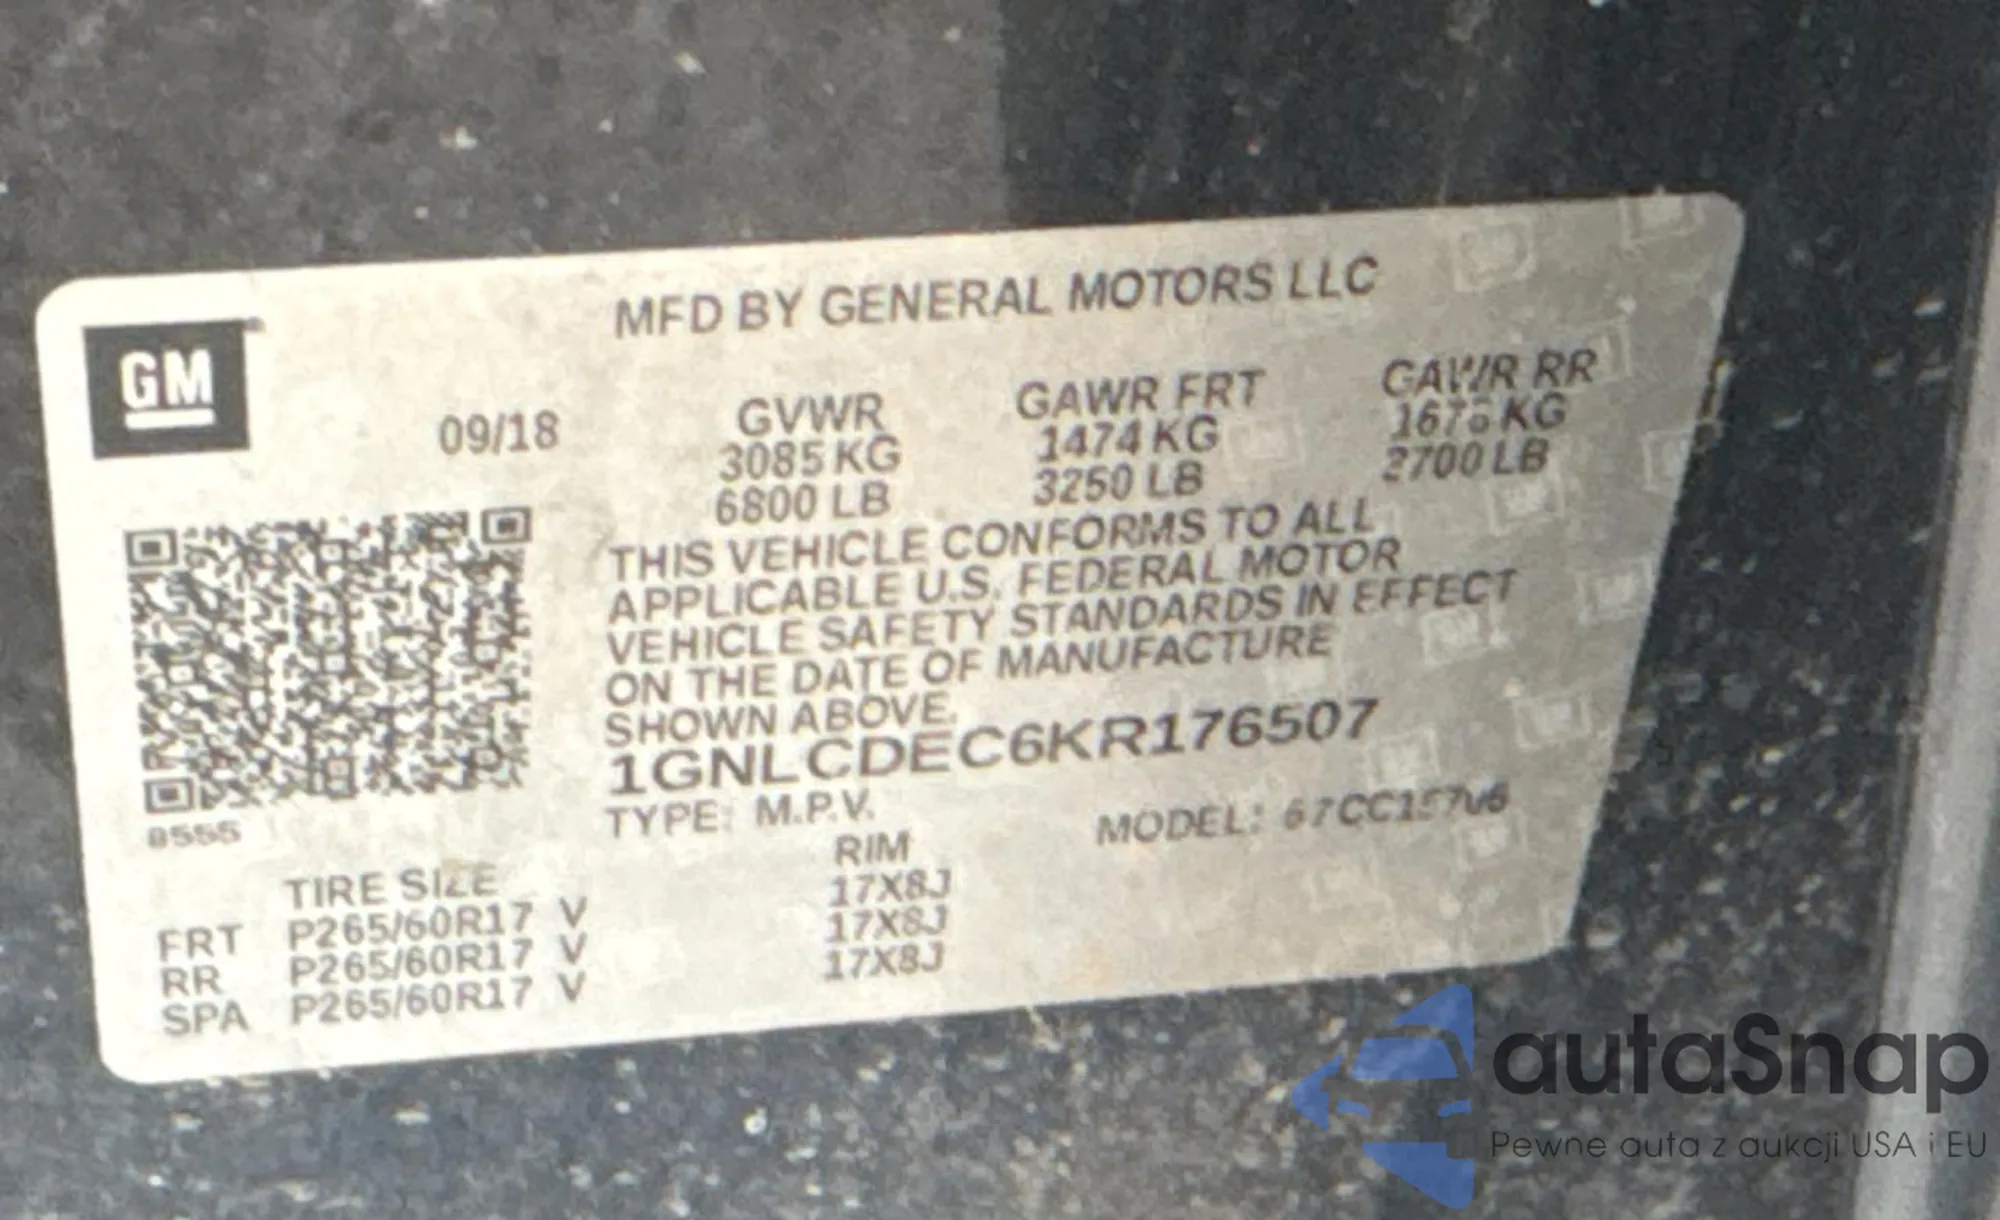 MFD BY GENERAL MOTORS LLC
GM
09/18
GVWR GAWR FRT GAWR RR
3085 KG 1474 KG KG
6800 LB 3250 LB 2700 LB
THIS VEHICLE CONFORMS TO ALL
APPLICABLE U.S. FEDERAL MOTOR
VEHICLE SAFETY STANDARDS IN EFFECT
ON THE DATE OF MANUFACTURE
SHOWN ABOVE.
1GNLCDEC6KR176507
TYPE: M.P.V. MODEL:
TIRE SIZE RIM
FRT P265/60R17 V 17X8J
RR P265/60R17 V 17X8J
SPA P265/60R17 V 17X8J
autaSnap
Pewne auta z aukcji USA i EU